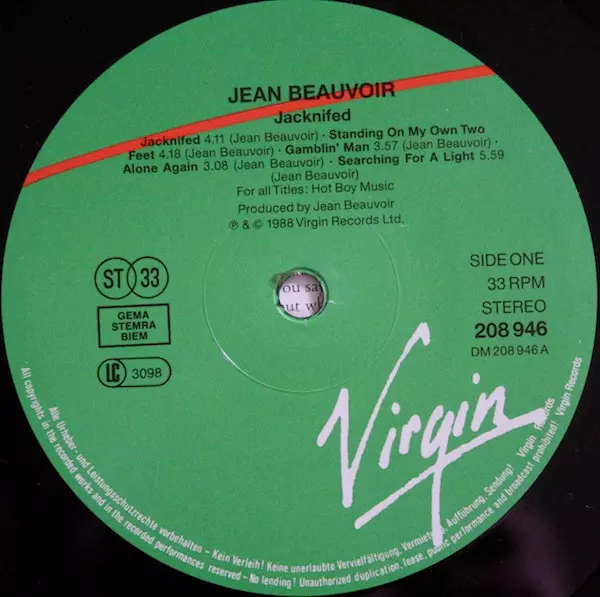 JEAN BEAUVOIR
Jacknifed
Jacknifed 4.11 (Jean Beauvoir) · Standing On My Own Two
Feet 4.18 (Jean Beauvoir) · Gamblin' Man 3.57 (Jean Beauvoir) ·
Alone Again 3.08 (Jean Beauvoir) · Searching For A Light 5.59
(Jean Beauvoir)
For all Titles: Hot Boy Music
Produced by Jean Beauvoir
℗ & © 1988 Virgin Records Ltd.
ST 33
GEMA
STEMRA
BIEM
LC 3098
ou sa
out wh
SIDE ONE
33 RPM
STEREO
208 946
DM 208 946 A
Virgin
Alle Urheber- und Leistungsschutzrechte vorbehalten – Kein Verleih! Keine unerlaubte Vervielfältigung, Vermietung, Aufführung, Sendung! Virgin Records
All copyrights in the recorded works and in the recorded performances reserved – No lending! Unauthorized duplication, lease, public performance and broadcast prohibited! Virgin Records